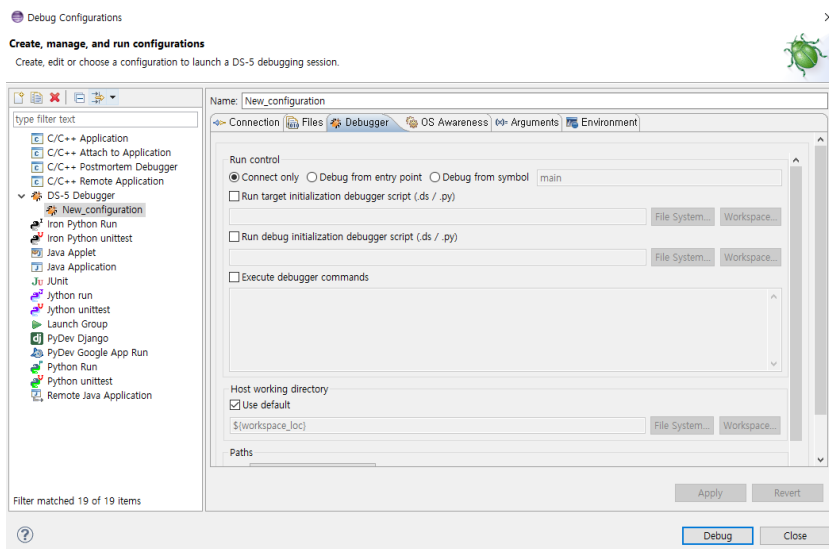 Debug Configurations
Create, manage, and run configurations
Create, edit or choose a configuration to launch a DS-5 debugging session.
type filter text
C/C++ Application
C/C++ Attach to Application
C/C++ Postmortem Debugger
C/C++ Remote Application
DS-5 Debugger
New_configuration
Iron Python Run
Iron Python unittest
Java Applet
Java Application
JUnit
Jython run
Jython unittest
Launch Group
PyDev Django
PyDev Google App Run
Python Run
Python unittest
Remote Java Application
Filter matched 19 of 19 items
Name: New_configuration
Connection Files Debugger OS Awareness Arguments Environment
Run control
Connect only Debug from entry point Debug from symbol main
Run target initialization debugger script (.ds / .py)
File System... Workspace...
Run debug initialization debugger script (.ds / .py)
File System... Workspace...
Execute debugger commands
Host working directory
Use default
${workspace_loc} File System... Workspace...
Paths
Apply Revert
Debug Close